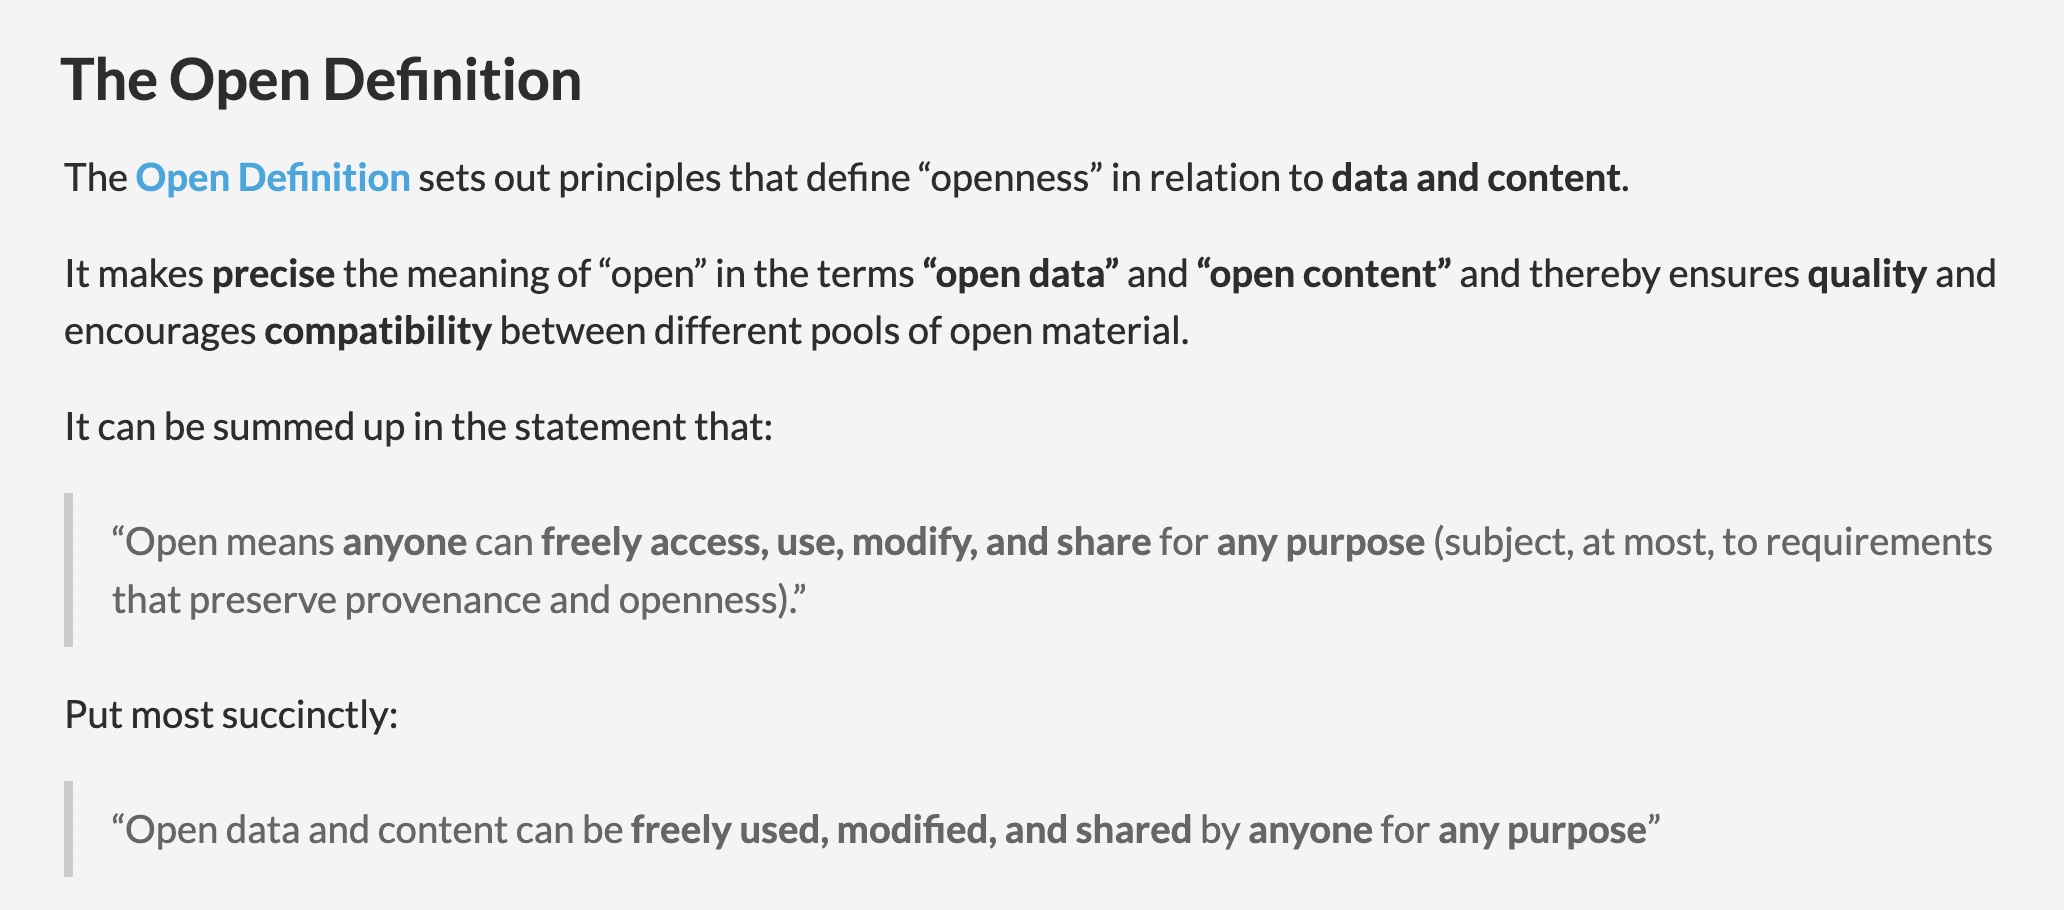 The Open Definition
The Open Definition sets out principles that define “openness” in relation to data and content.
It makes precise the meaning of “open” in the terms “open data” and “open content” and thereby ensures quality and
encourages compatibility between different pools of open material.
It can be summed up in the statement that:
“Open means anyone can freely access, use, modify, and share for any purpose (subject, at most, to requirements
that preserve provenance and openness).”
Put most succinctly:
“Open data and content can be freely used, modified, and shared by anyone for any purpose”